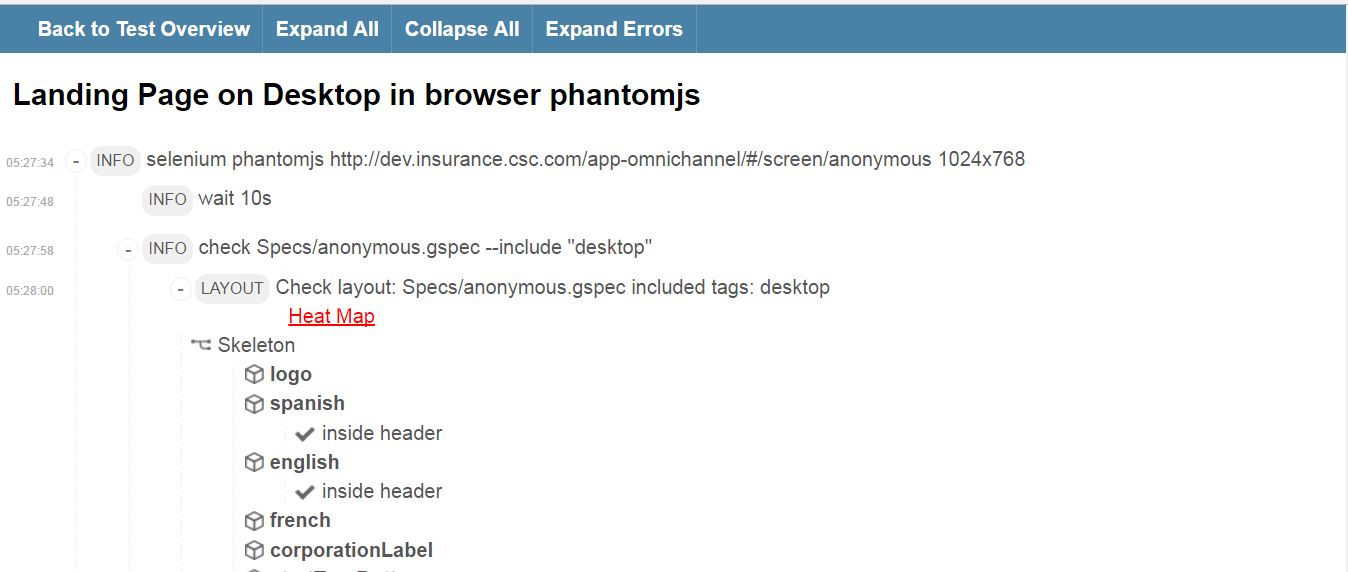 Back to Test Overview Expand All Collapse All Expand Errors
Landing Page on Desktop in browser phantomjs
05:27:34 - INFO selenium phantomjs http://dev.insurance.csc.com/app-omnichannel/#/screen/anonymous 1024x768
05:27:48 INFO wait 10s
05:27:58 - INFO check Specs/anonymous.gspec --include "desktop"
05:28:00 - LAYOUT Check layout: Specs/anonymous.gspec included tags: desktop
Heat Map
Skeleton
logo
spanish
inside header
english
inside header
french
corporationLabel